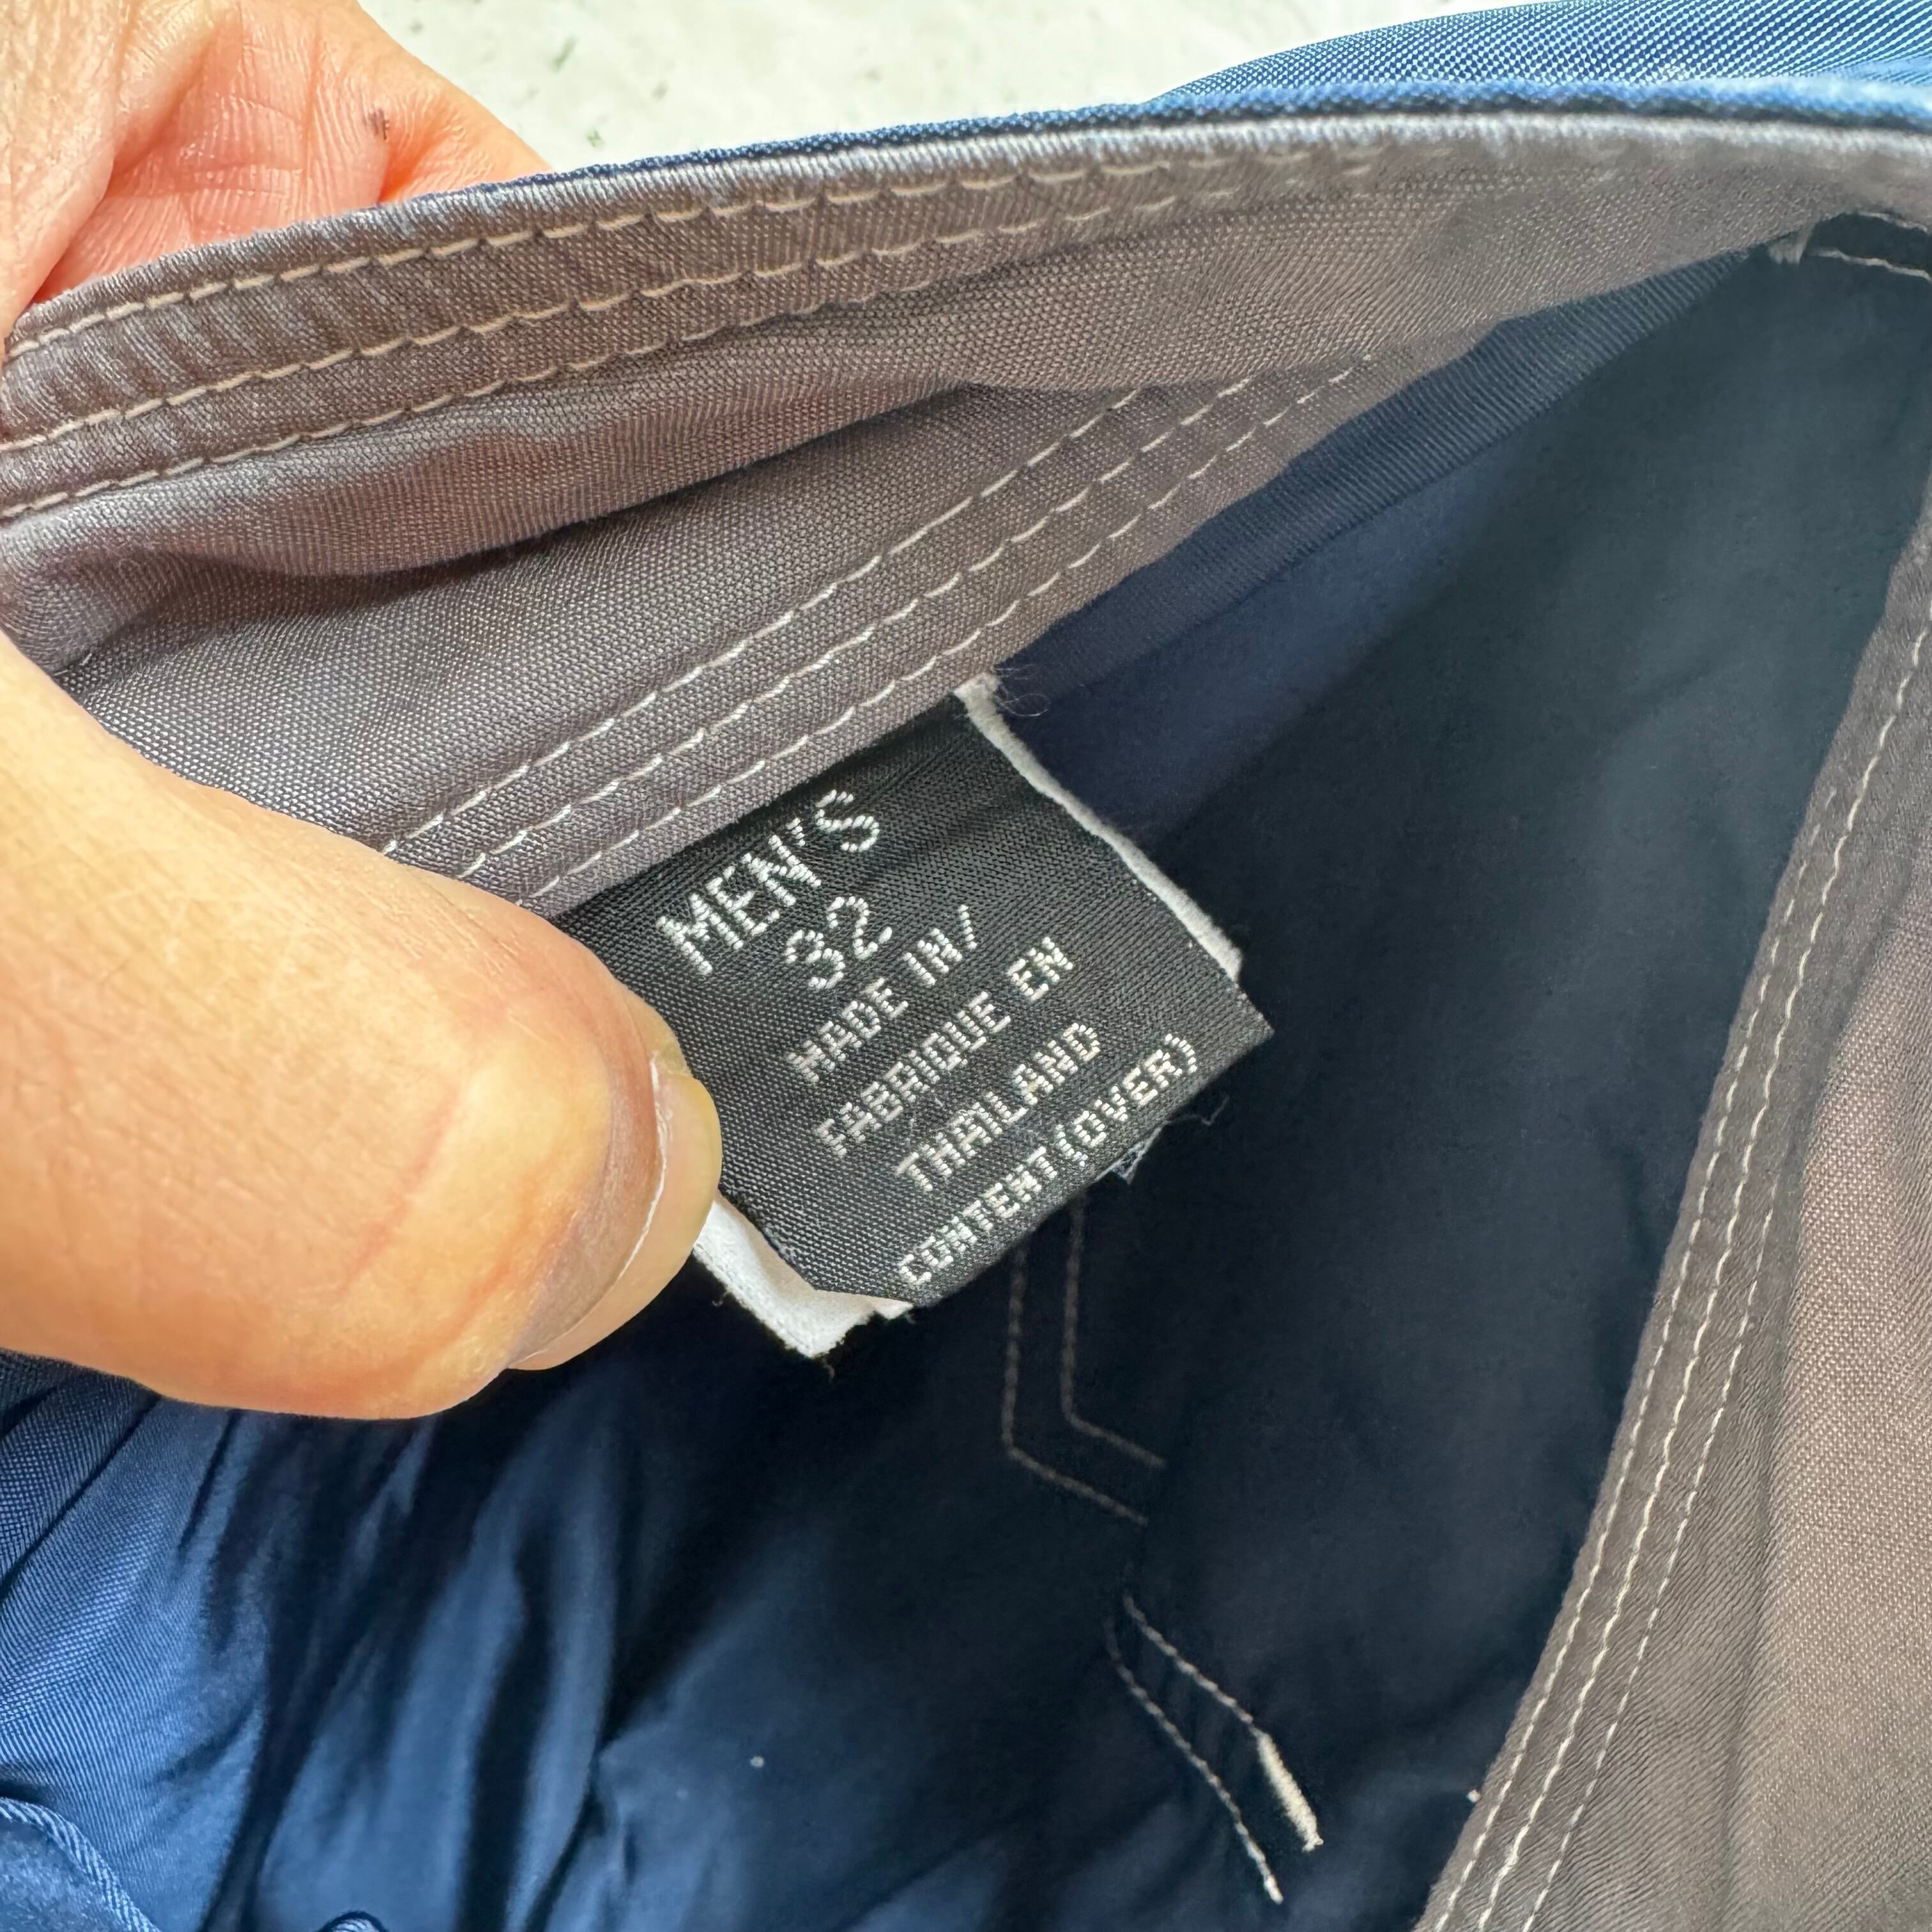 MEN'S
32
MADE IN/
FABRIQUE EN
THAILAND
CONTENT(OVER)